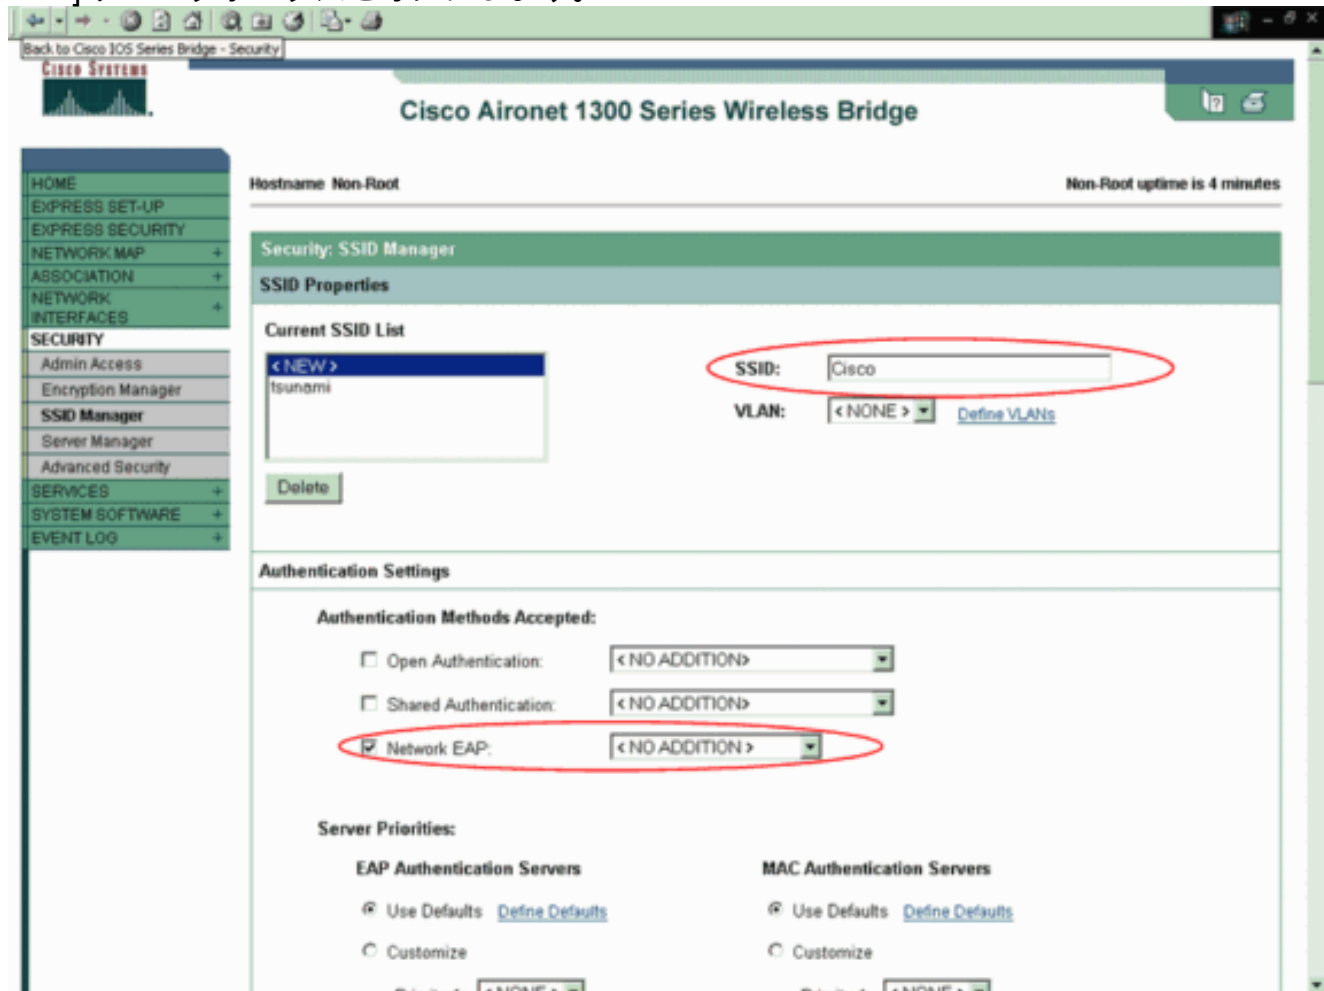 Back to Cisco IOS Series Bridge - Security
CISCO SYSTEMS
Cisco Aironet 1300 Series Wireless Bridge
HOME
EXPRESS SET-UP
EXPRESS SECURITY
NETWORK MAP +
ASSOCIATION +
NETWORK INTERFACES +
SECURITY
Admin Access
Encryption Manager
SSID Manager
Server Manager
Advanced Security
SERVICES +
SYSTEM SOFTWARE +
EVENT LOG +
Hostname Non-Root
Non-Root uptime is 4 minutes
Security: SSID Manager
SSID Properties
Current SSID List
< NEW >
tsunami
Delete
SSID: Cisco
VLAN: < NONE > Define VLANs
Authentication Settings
Authentication Methods Accepted:
Open Authentication: < NO ADDITION>
Shared Authentication: < NO ADDITION>
Network EAP: < NO ADDITION >
Server Priorities:
EAP Authentication Servers
Use Defaults Define Defaults
Customize
< NONE >
MAC Authentication Servers
Use Defaults Define Defaults
Customize
< NONE >